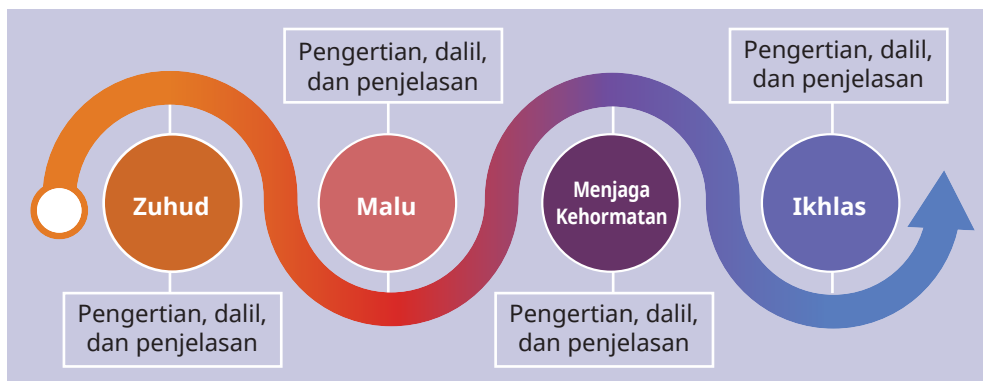 Zuhud
Pengertian, dalil,
dan penjelasan
Pengertian, dalil,
dan penjelasan
Malu
Menjaga
Kehormatan
Pengertian, dalil,
dan penjelasan
Pengertian, dalil,
dan penjelasan
Ikhlas